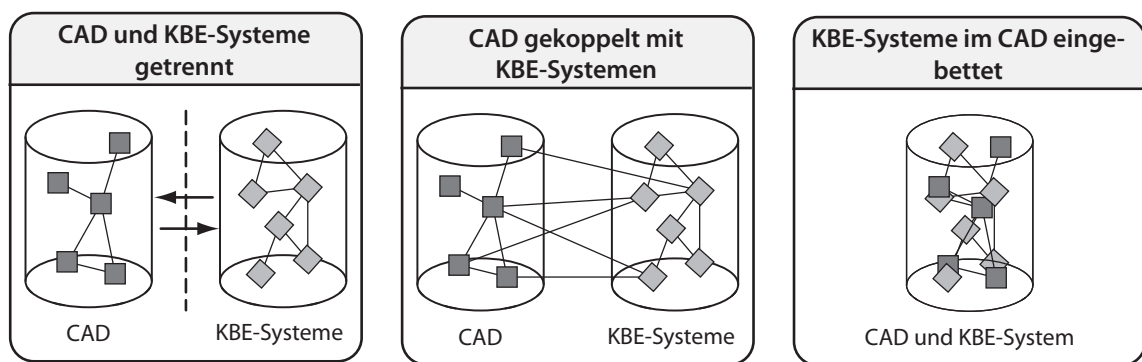 CAD und KBE-Systeme
getrennt
CAD
KBE-Systeme
CAD gekoppelt mit
KBE-Systemen
CAD
KBE-Systeme
KBE-Systeme im CAD einge-
bettet
CAD und KBE-System